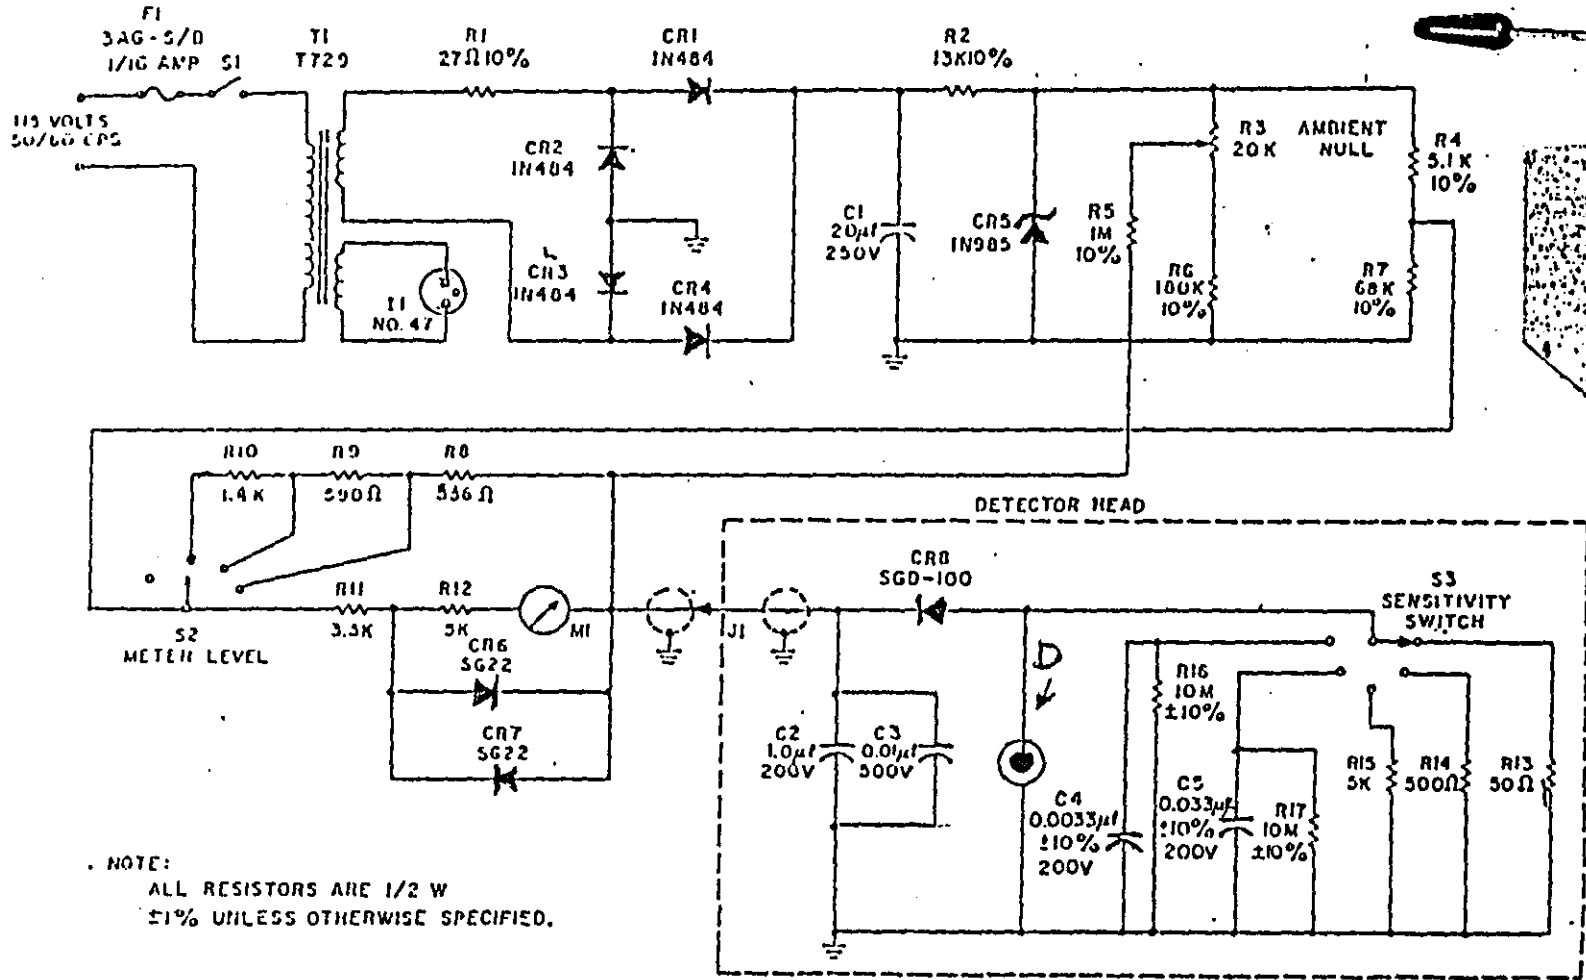 F1
3AG-S/B
1/16 AMP
S1
T1
T729
R1
27Ω10%
CR1
1N484
R2
13K10%
115 VOLTS
50/60 CPS
CR2
1N484
CR3
1N484
CR4
1N484
I1
NO. 47
C1
20µf
250V
CR5
1N985
R5
1M
10%
R3
20K
AMBIENT
NULL
R6
180K
10%
R4
5.1K
10%
R7
68K
10%
R10
1.4K
R9
590Ω
R8
536Ω
S2
METER LEVEL
R11
3.3K
R12
5K
M1
CR6
SG22
CR7
SG22
J1
DETECTOR HEAD
CR8
SGD-100
S3
SENSITIVITY
SWITCH
D
C2
1.0µf
200V
C3
0.01µf
500V
R16
10M
±10%
C4
0.0033µf
±10%
200V
C5
0.033µf
±10%
200V
R17
10M
±10%
R15
5K
R14
500Ω
R13
50Ω
NOTE:
ALL RESISTORS ARE 1/2 W
±1% UNLESS OTHERWISE SPECIFIED.